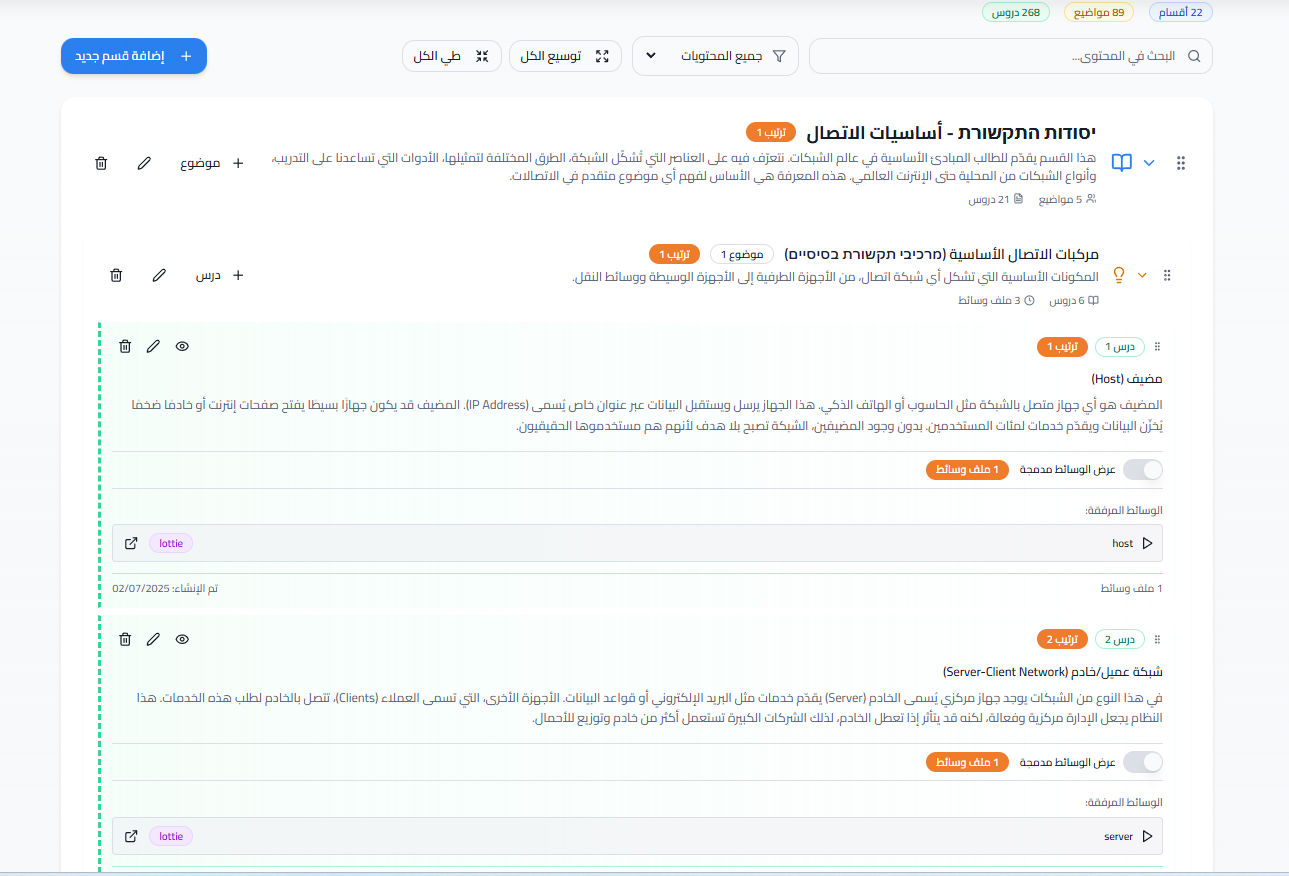 22 أقسام
89 مواضيع
268 دروس
البحث في المحتوى...
جميع المحتويات
توسيع الكل
طي الكل
إضافة قسم جديد
יסודות התקשורת - أساسيات الاتصال
ترتيب 1
هذا القسم يقدّم للطالب المبادئ الأساسية في عالم الشبكات. نتعرّف فيه على العناصر التي تُشكّل الشبكة، الطرق المختلفة لتمثيلها، الأدوات التي تساعدنا على التدريب،
وأنواع الشبكات من المحلية حتى الإنترنت العالمي. هذه المعرفة هي الأساس لفهم أي موضوع متقدم في الاتصالات.
5 مواضيع
21 دروس
موضوع
مركبات الاتصال الأساسية (מרכיבי תקשורת בסיסיים)
موضوع 1
ترتيب 1
المكونات الأساسية التي تشكل أي شبكة اتصال، من الأجهزة الطرفية إلى الأجهزة الوسيطة ووسائط النقل.
6 دروس
3 ملف وسائط
درس
درس 1
ترتيب 1
مضيف (Host)
المضيف هو أي جهاز متصل بالشبكة مثل الحاسوب أو الهاتف الذكي. هذا الجهاز يرسل ويستقبل البيانات عبر عنوان خاص يُسمى (IP Address). المضيف قد يكون جهازًا بسيطًا يفتح صفحات إنترنت أو خادمًا ضخمًا
يُخزّن البيانات ويقدّم خدمات لمئات المستخدمين. بدون وجود المضيفين، الشبكة تصبح بلا هدف لأنهم هم مستخدموها الحقيقيون.
عرض الوسائط مدمجة
1 ملف وسائط
الوسائط المرفقة:
host
lottie
1 ملف وسائط
تم الإنشاء: 02/07/2025
درس 2
ترتيب 2
شبكة عميل/خادم (Server-Client Network)
في هذا النوع من الشبكات يوجد جهاز مركزي يُسمى الخادم (Server) يقدّم خدمات مثل البريد الإلكتروني أو قواعد البيانات. الأجهزة الأخرى، التي تُسمى العملاء (Clients)، تتصل بالخادم لطلب هذه الخدمات. هذا
النظام يجعل الإدارة مركزية وفعالة، لكنه قد يتأثر إذا تعطل الخادم، لذلك الشركات الكبيرة تستعمل أكثر من خادم وتوزيع للأحمال.
عرض الوسائط مدمجة
1 ملف وسائط
الوسائط المرفقة:
server
lottie